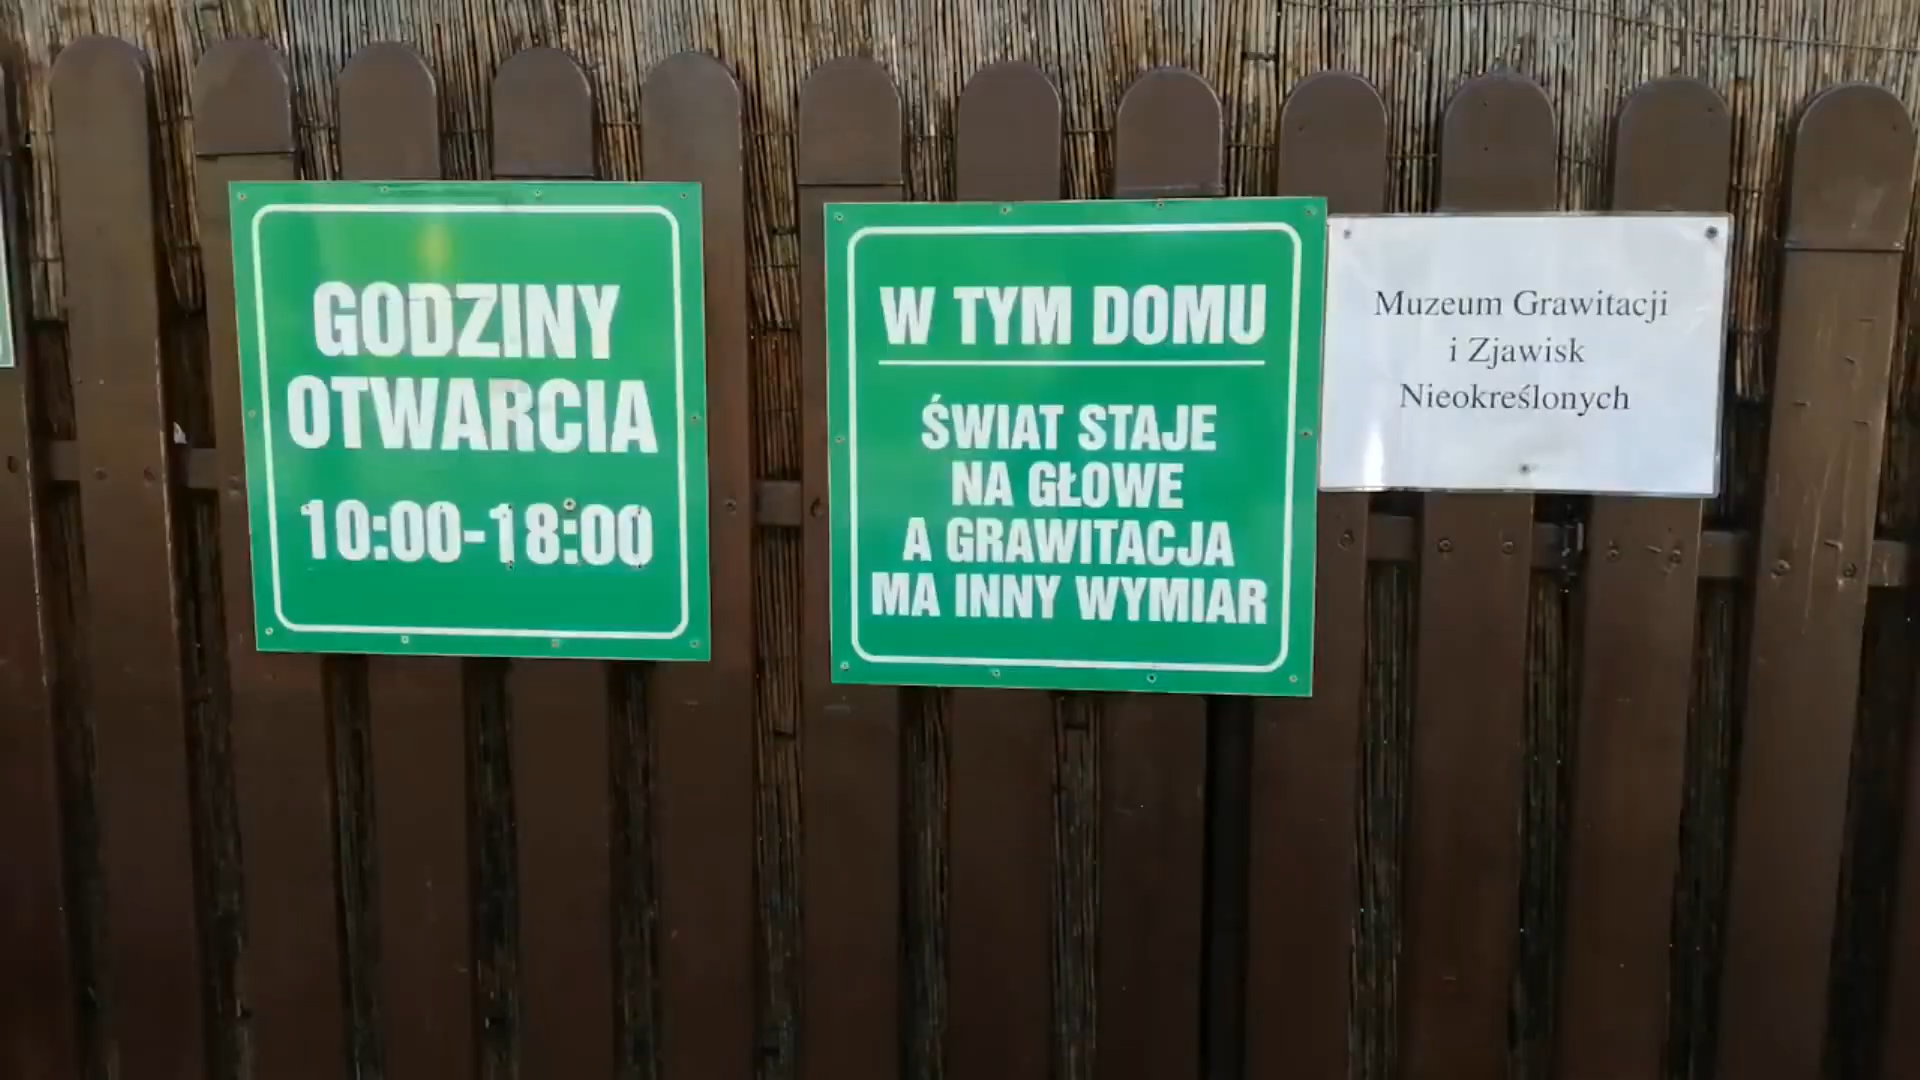 GODZINY
OTWARCIA
10:00-18:00
W TYM DOMU
ŚWIAT STAJE
NA GŁOWE
A GRAWITACJA
MA INNY WYMIAR
Muzeum Grawitacji
i Zjawisk
Nieokreślonych